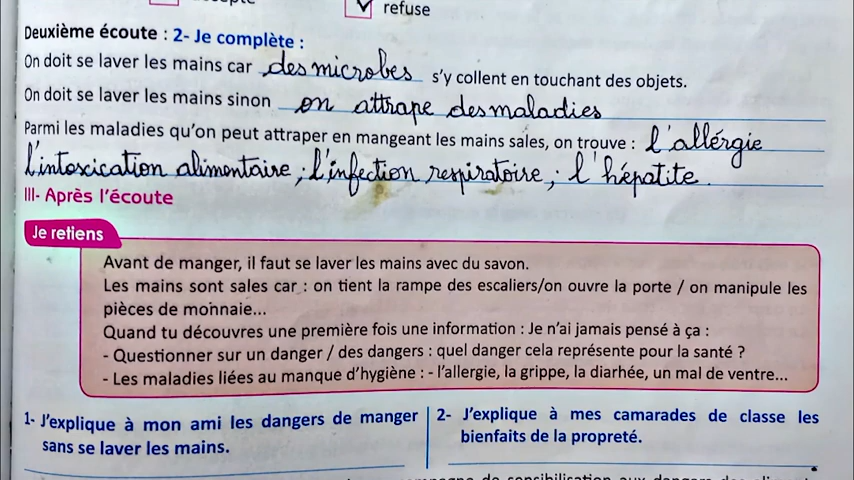 refuse
Deuxième écoute : 2- Je complète :
On doit se laver les mains car des microbes s'y collent en touchant des objets.
On doit se laver les mains sinon on attrape des maladies
Parmi les maladies qu'on peut attraper en mangeant les mains sales, on trouve : l'allérgie
l'intoxication alimentaire, l'infection respiratoire, l'hépatite.
III- Après l'écoute
Je retiens
Avant de manger, il faut se laver les mains avec du savon.
Les mains sont sales car : on tient la rampe des escaliers/on ouvre la porte / on manipule les
pièces de monnaie...
Quand tu découvres une première fois une information : Je n'ai jamais pensé à ça :
- Questionner sur un danger / des dangers : quel danger cela représente pour la santé ?
- Les maladies liées au manque d'hygiène : - l'allergie, la grippe, la diarhée, un mal de ventre...
1- J'explique à mon ami les dangers de manger
sans se laver les mains.
2- J'explique à mes camarades de classe les
bienfaits de la propreté.